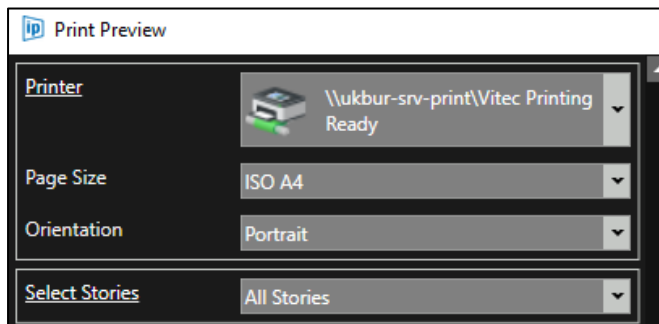 ip Print Preview
Printer
\\ukbur-srv-print\Vitec Printing
Ready
Page Size
ISO A4
Orientation
Portrait
Select Stories
All Stories